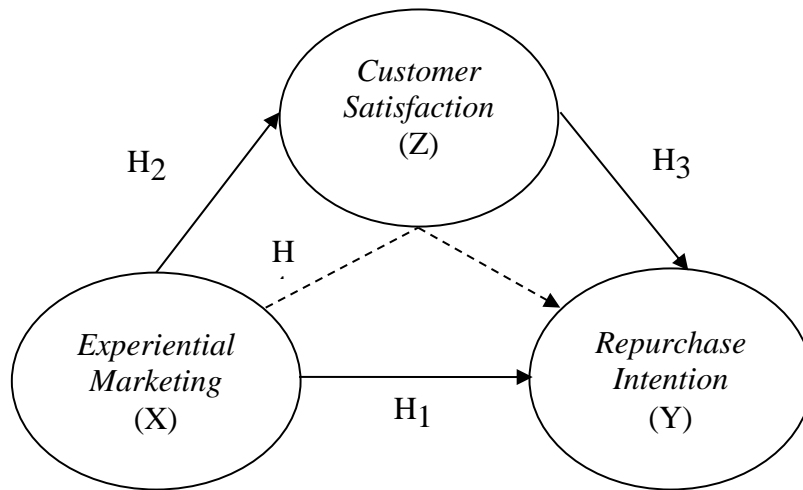 Customer
Satisfaction
(Z)
H2
H3
H
Experiential
Marketing
(X)
H1
Repurchase
Intention
(Y)